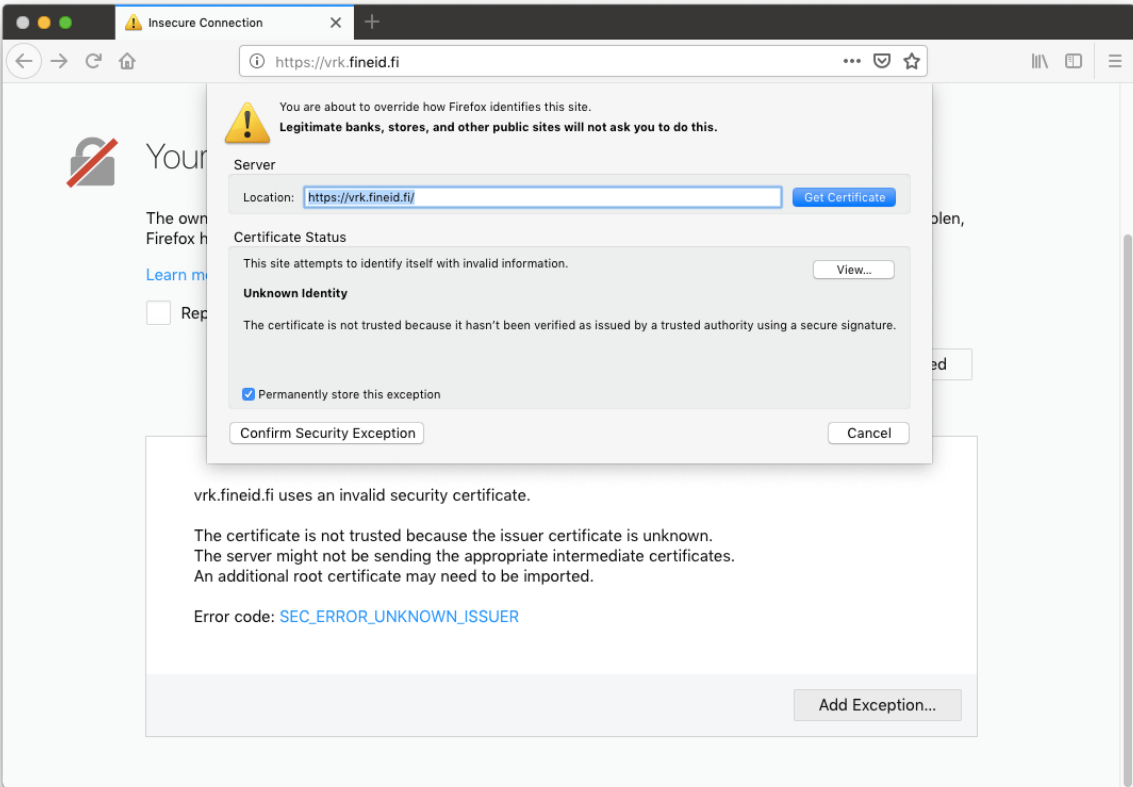 Insecure Connection
https://vrk.fineid.fi
You are about to override how Firefox identifies this site.
Legitimate banks, stores, and other public sites will not ask you to do this.
Server
Location: https://vrk.fineid.fi/ Get Certificate
Certificate Status
This site attempts to identify itself with invalid information.
View...
Unknown Identity
The certificate is not trusted because it hasn't been verified as issued by a trusted authority using a secure signature.
Permanently store this exception
Confirm Security Exception Cancel
Your
The own
Firefox h
Learn m
Rep
vrk.fineid.fi uses an invalid security certificate.
The certificate is not trusted because the issuer certificate is unknown.
The server might not be sending the appropriate intermediate certificates.
An additional root certificate may need to be imported.
Error code: SEC_ERROR_UNKNOWN_ISSUER
Add Exception...